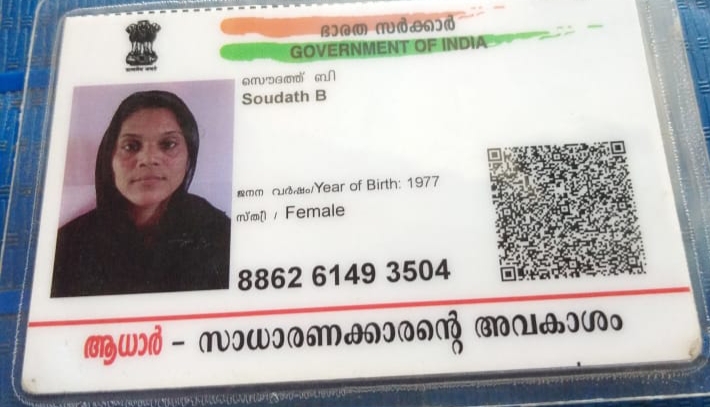 ഭാരത സർക്കാർ
GOVERNMENT OF INDIA
സൌദത്ത് ബി
Soudath B
ജനന വർഷം/Year of Birth: 1977
സ്ത്രീ / Female
8862 6149 3504
ആധാർ - സാധാരണക്കാരന്റെ അവകാശം